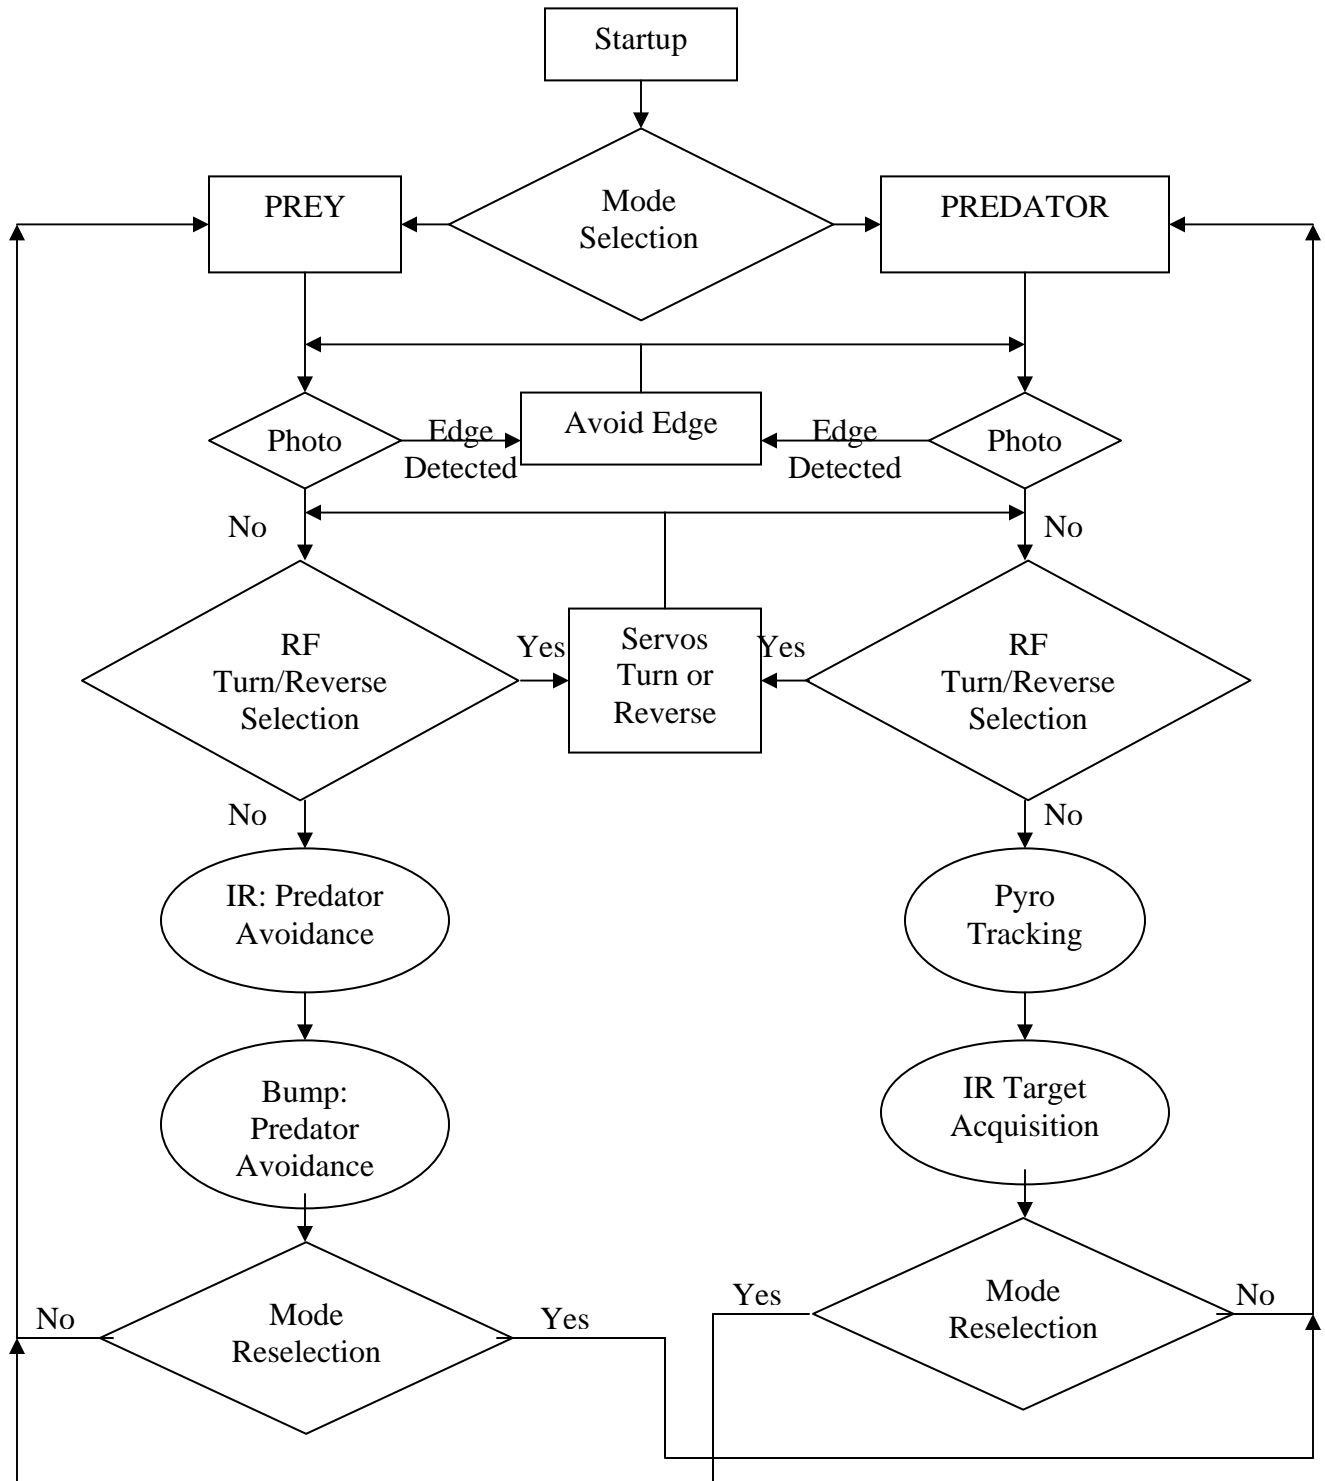 Startup
Mode
Selection
PREY
PREDATOR
Photo
Edge
Detected
Avoid Edge
Edge
Detected
Photo
No
No
RF
Turn/Reverse
Selection
Yes
Servos
Turn or
Reverse
Yes
RF
Turn/Reverse
Selection
No
No
IR: Predator
Avoidance
Pyro
Tracking
Bump:
Predator
Avoidance
IR Target
Acquisition
No
Mode
Reselection
Yes
Yes
Mode
Reselection
No